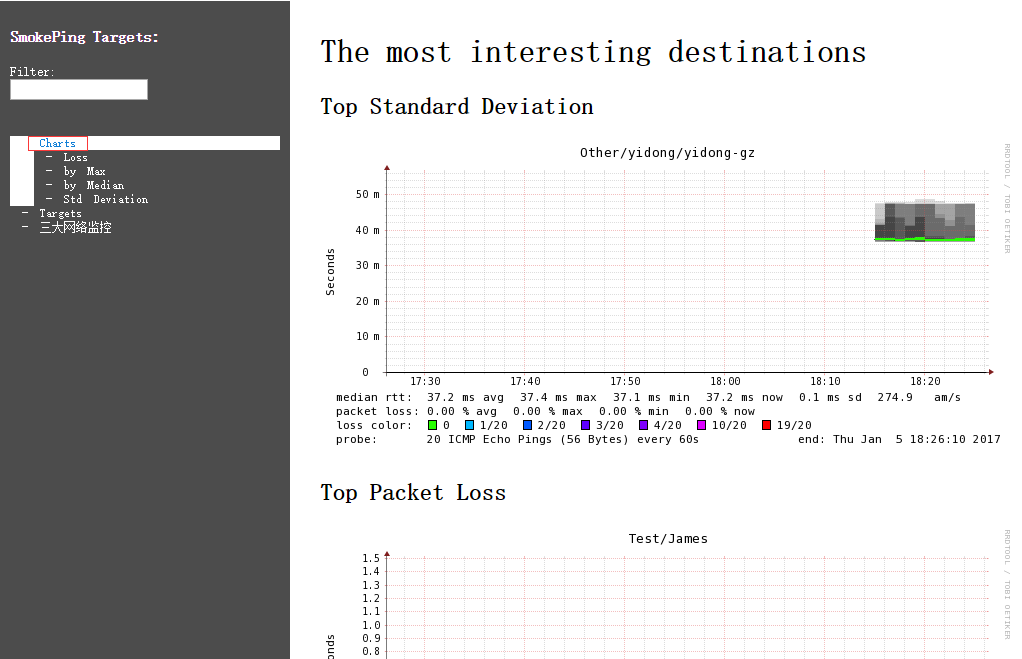 SmokePing Targets:
Filter:
Charts
- Loss
- by Max
- by Median
- Std Deviation
- Targets
- 三大网络监控
The most interesting destinations
Top Standard Deviation
Other/yidong/yidong-gz
RRDTOOL / TOBI OETIKER
Seconds
50 m
40 m
30 m
20 m
10 m
0
17:30 17:40 17:50 18:00 18:10 18:20
median rtt: 37.2 ms avg 37.4 ms max 37.1 ms min 37.2 ms now 0.1 ms sd 274.9 am/s
packet loss: 0.00 % avg 0.00 % max 0.00 % min 0.00 % now
loss color: 0 1/20 2/20 3/20 4/20 10/20 19/20
probe: 20 ICMP Echo Pings (56 Bytes) every 60s end: Thu Jan 5 18:26:10 2017
Top Packet Loss
Test/James
RRDTOOL / TOBI OETIKER
1.5
1.4
1.3
1.2
1.1
1.0
0.9
0.8
onds